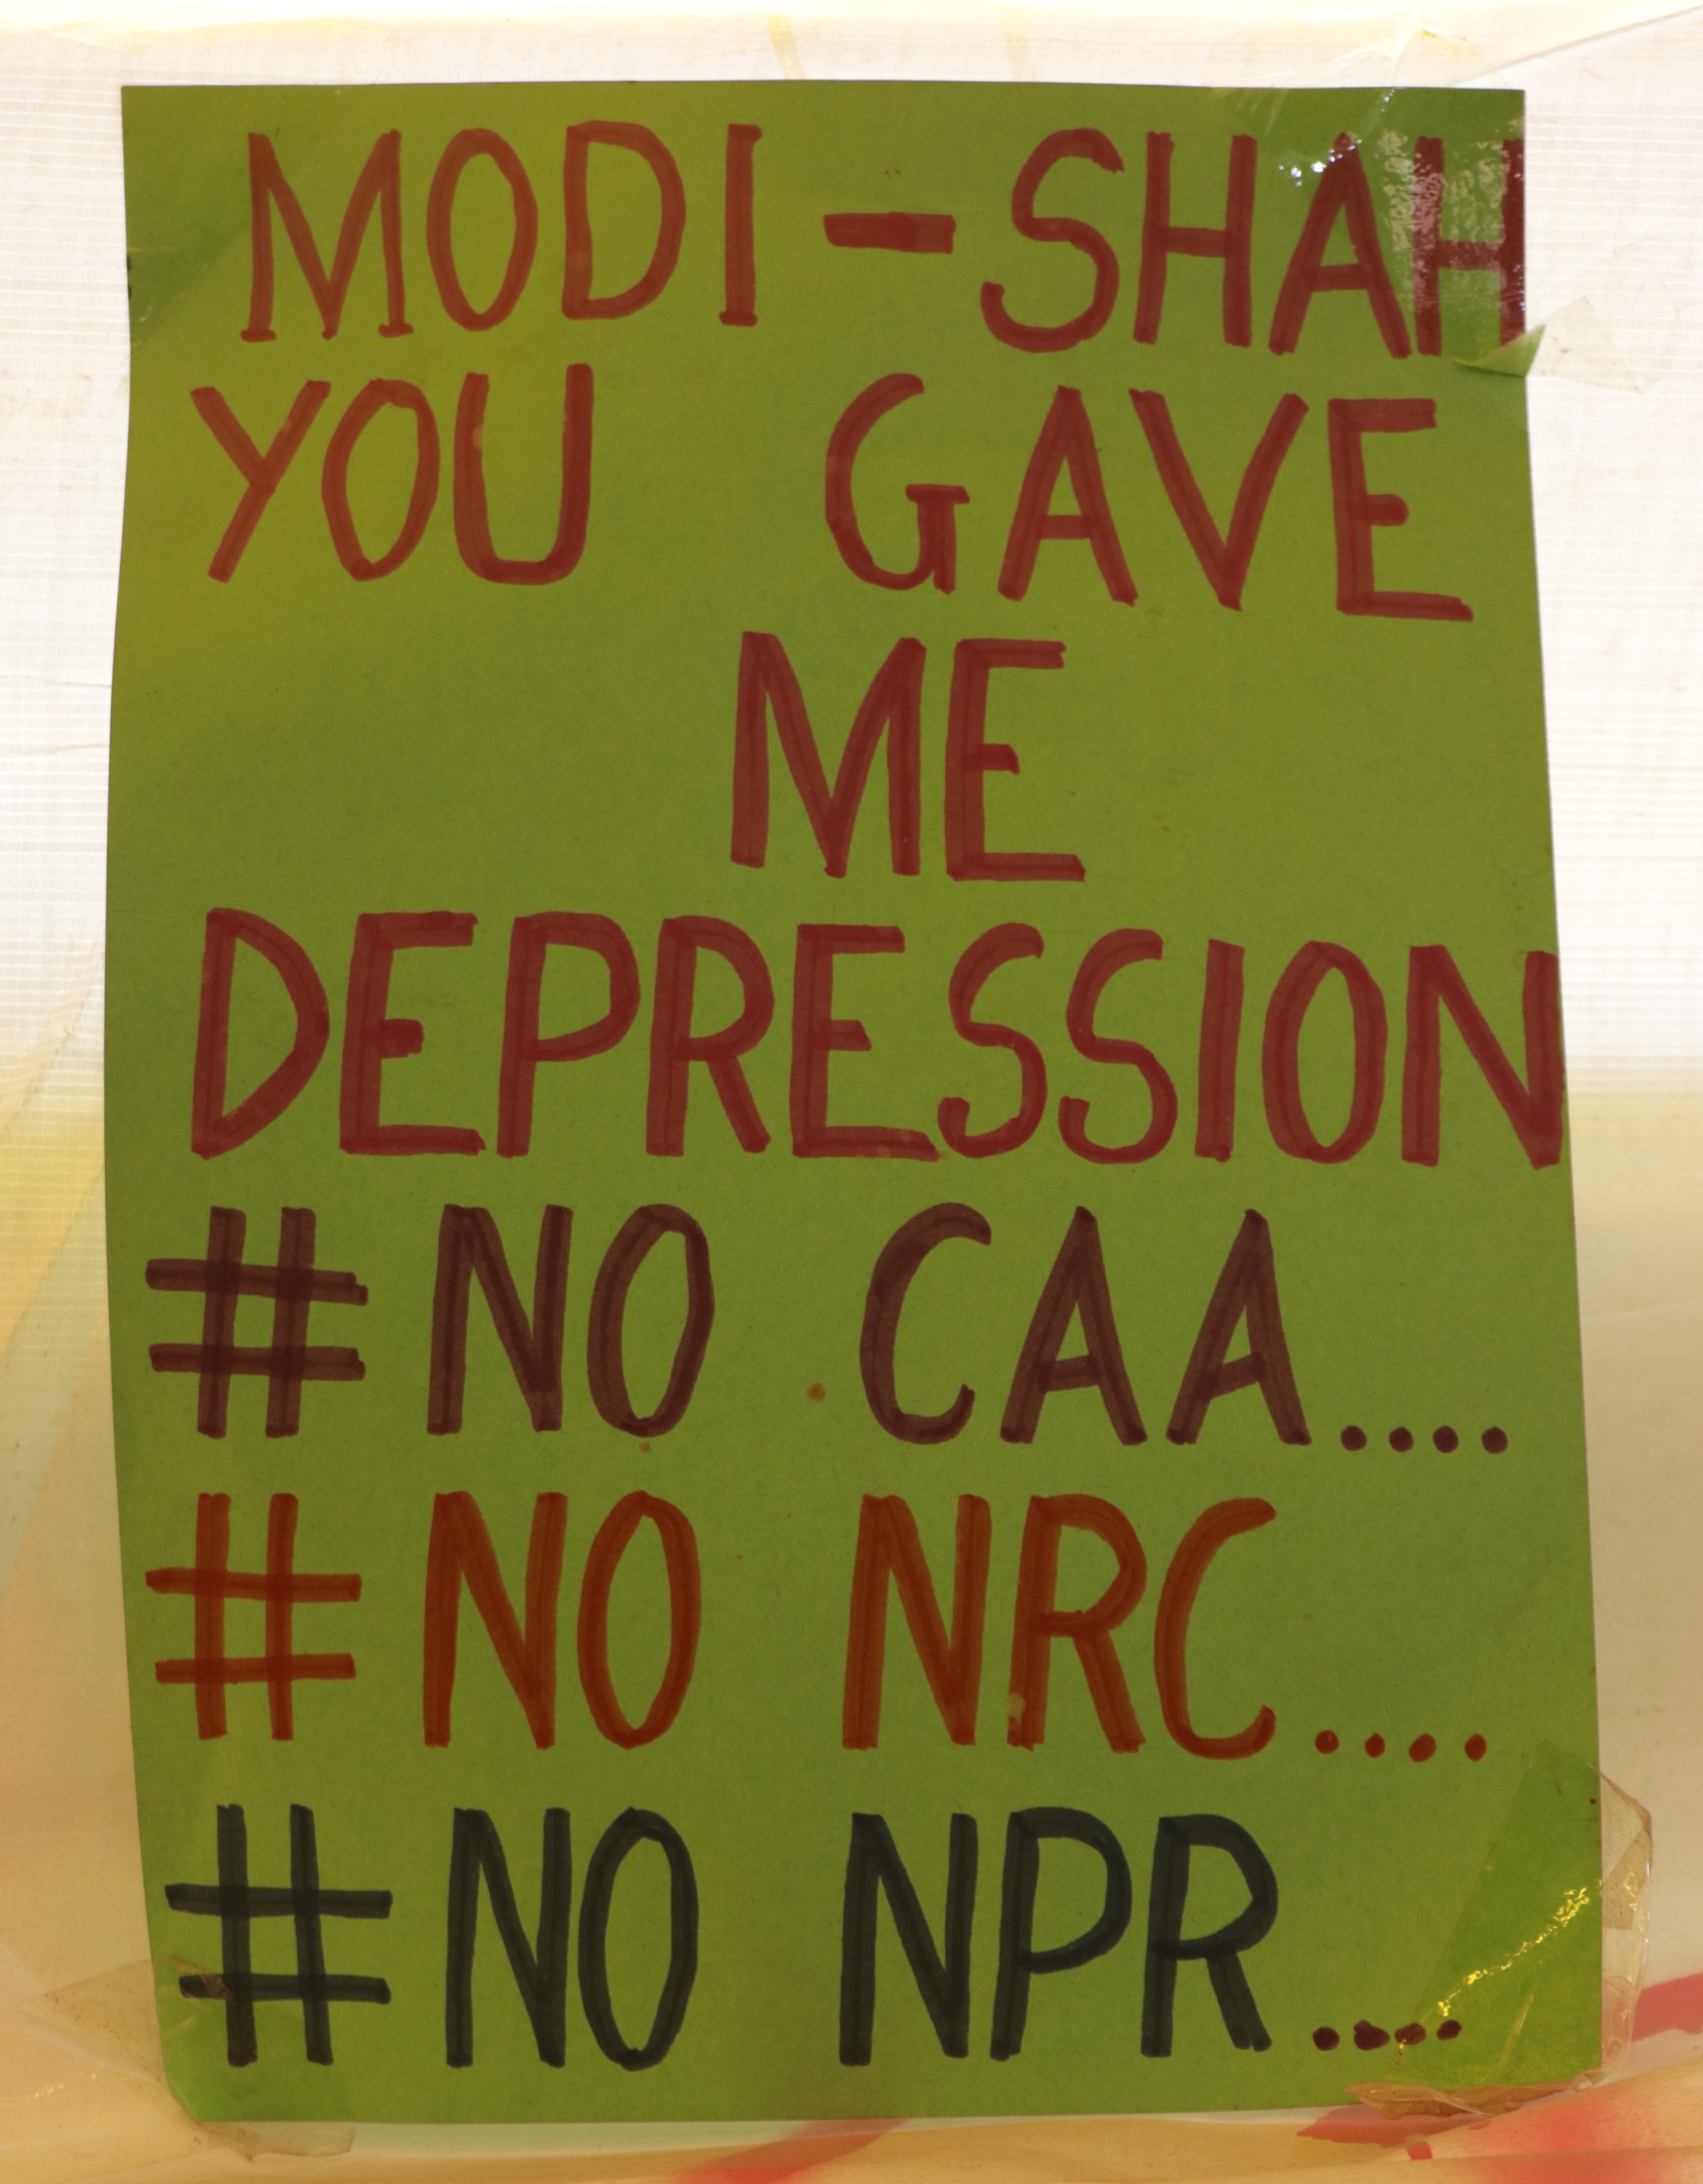 MODI-SHAH
YOU GAVE
ME
DEPRESSION
# NO CAA....
# NO NRC....
# NO NPR....